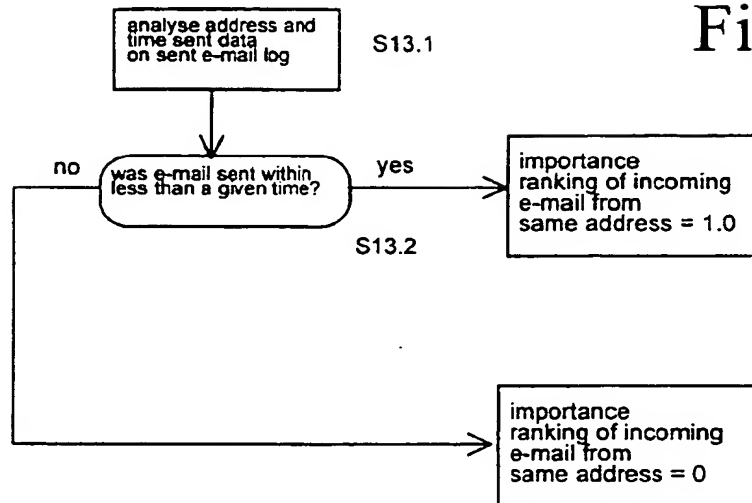 Fi
analyse address and
time sent data
on sent e-mail log
S13.1
no
was e-mail sent within
less than a given time?
yes
importance
ranking of incoming
e-mail from
same address = 1.0
S13.2
importance
ranking of incoming
e-mail from
same address = 0